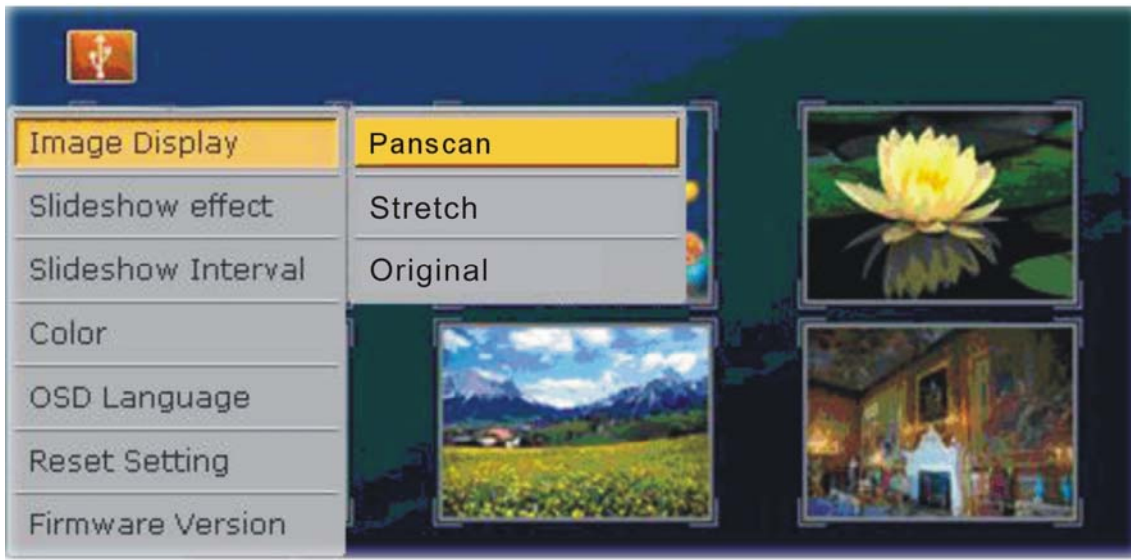 Image Display
Slideshow effect
Slideshow Interval
Color
OSD Language
Reset Setting
Firmware Version
Panscan
Stretch
Original